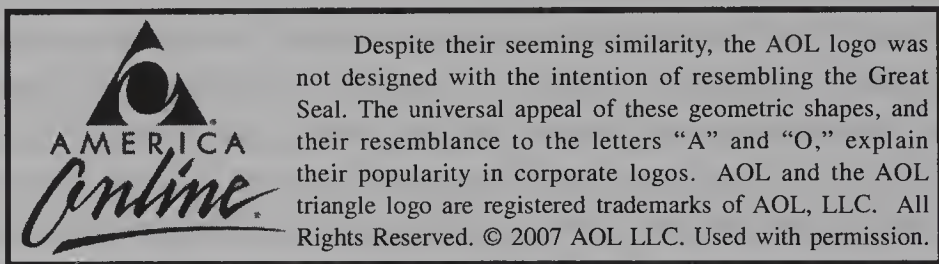 AMERICA
Online
®
Despite their seeming similarity, the AOL logo was
not designed with the intention of resembling the Great
Seal. The universal appeal of these geometric shapes, and
their resemblance to the letters “A” and “O,” explain
their popularity in corporate logos. AOL and the AOL
triangle logo are registered trademarks of AOL, LLC. All
Rights Reserved. © 2007 AOL LLC. Used with permission.